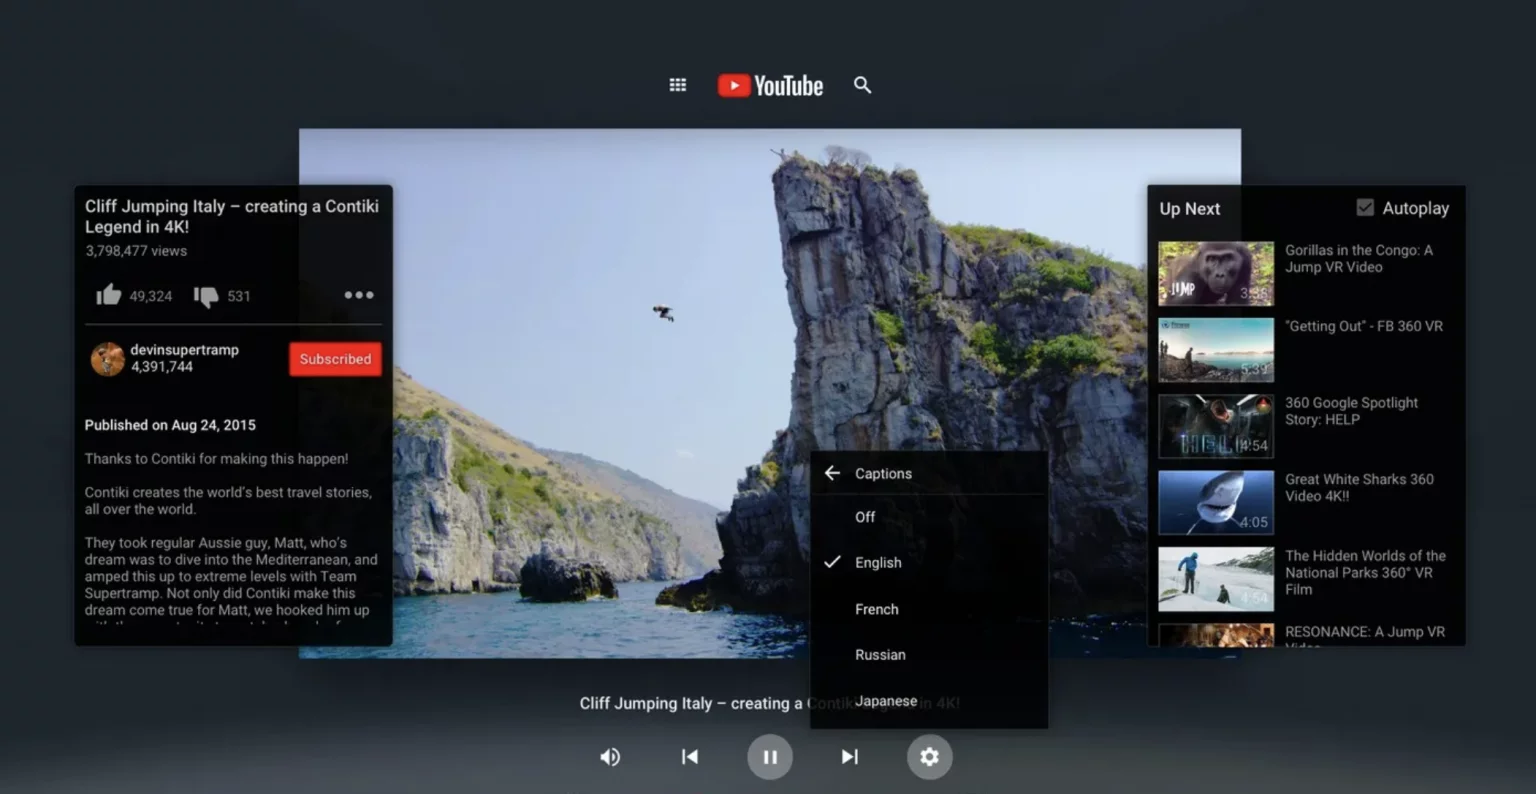 YouTube
Cliff Jumping Italy – creating a Contiki
Legend in 4K!
3,798,477 views
49,324
531
devinsupertramp
4,391,744
Subscribed
Published on Aug 24, 2015
Thanks to Contiki for making this happen!
Contiki creates the world's best travel stories,
all over the world.
They took regular Aussie guy, Matt, who's
dream was to dive into the Mediterranean, and
amped this up to extreme levels with Team
Supertramp. Not only did Contiki make this
dream come true for Matt, we hooked him up
Captions
Off
English
French
Russian
Japanese
Cliff Jumping Italy – creating a Contiki Legend in 4K!
Up Next
Autoplay
JUMP
3:38
Gorillas in the Congo: A
Jump VR Video
5:39
"Getting Out" - FB 360 VR
HELP
4:54
360 Google Spotlight
Story: HELP
4:05
Great White Sharks 360
Video 4K!!
4:54
The Hidden Worlds of the
National Parks 360° VR
Film
RESONANCE: A Jump VR
Video